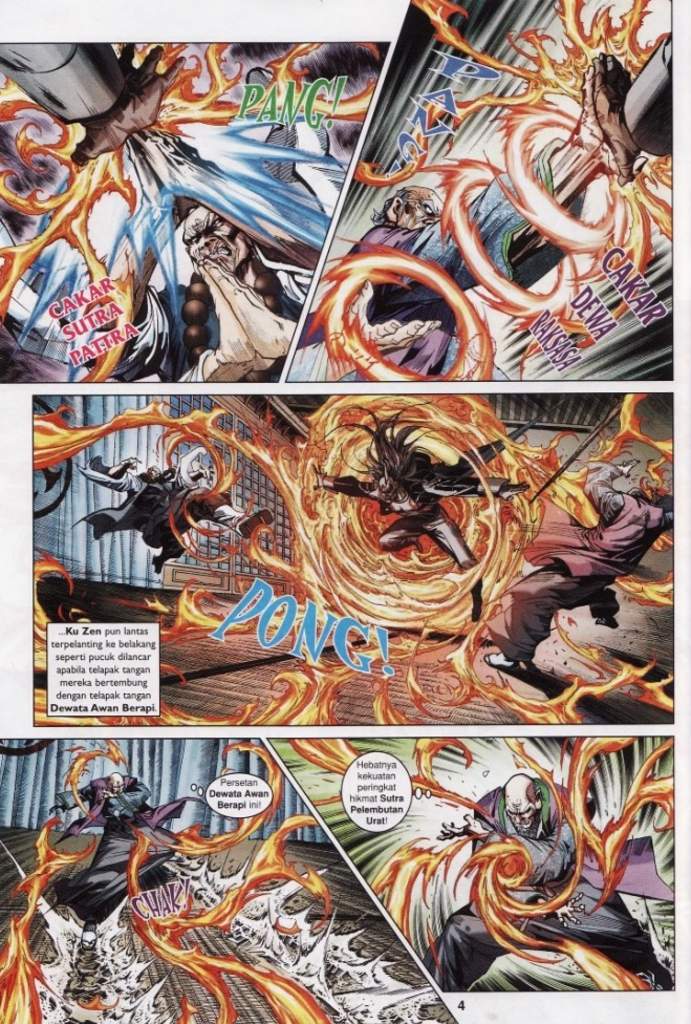 PANG!
CAKAR
SUTRA
PATTRA
PANG!
CAKAR
DEWA
RAKSASA
PONG!
...Ku Zen pun lantas
terpelanting ke belakang
seperti pucuk dilancar
apabila telapak tangan
mereka bertembung
dengan telapak tangan
Dewata Awan Berapi.
Persetan
Dewata Awan
Berapi ini!
CHAK!
Hebatnya
kekuatan
peringkat
hikmat Sutra
Pelembutan
Urat!
4